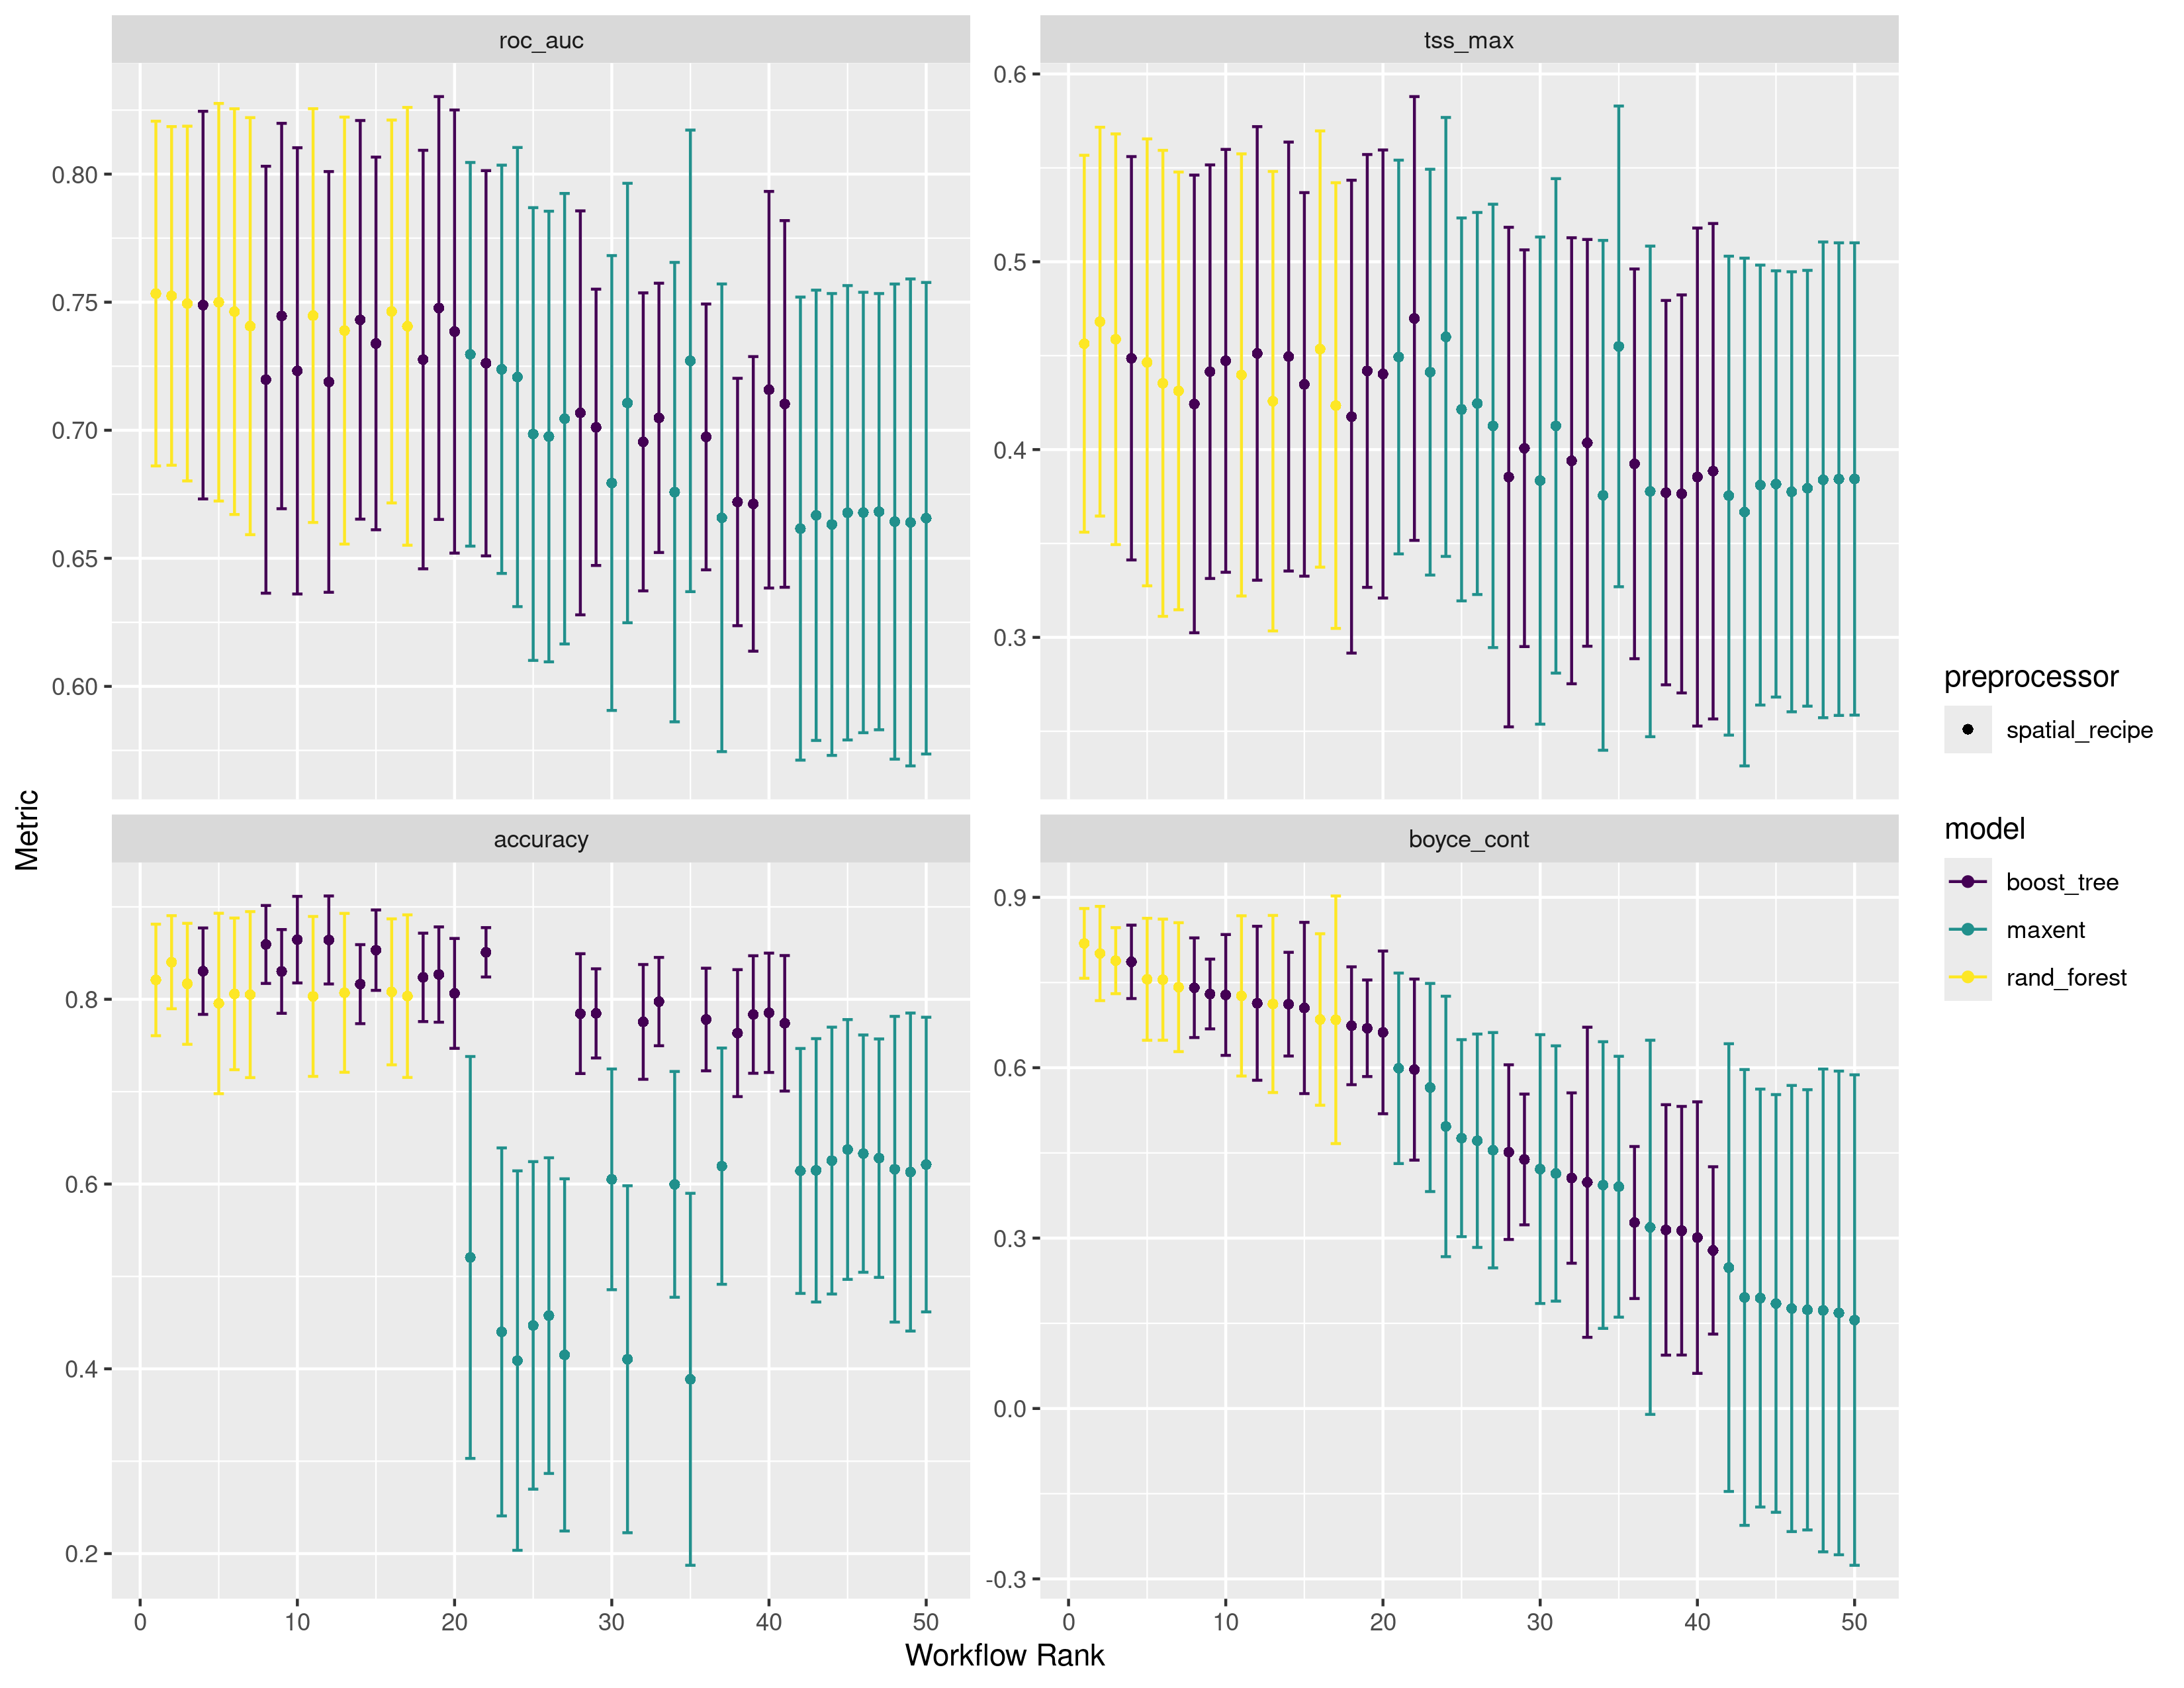 roc_auc
tss_max
0.80
0.75
0.70
0.65
0.60
0.6
0.5
0.4
0.3
accuracy
boyce_cont
0.8
0.6
0.4
0.2
0.9
0.6
0.3
0.0
-0.3
0 10 20 30 40 50
0 10 20 30 40 50
Workflow Rank
Metric
preprocessor
spatial_recipe
model
boost_tree
maxent
rand_forest